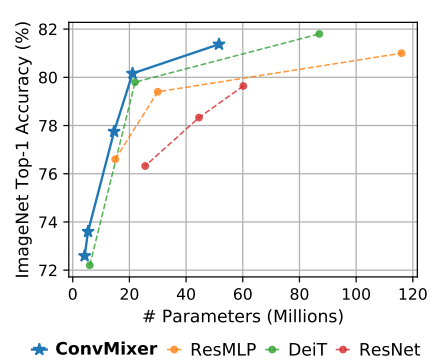 ImageNet Top-1 Accuracy (%)
82
80
78
76
74
72
0 20 40 60 80 100 120
# Parameters (Millions)
ConvMixer ResMLP DeiT ResNet